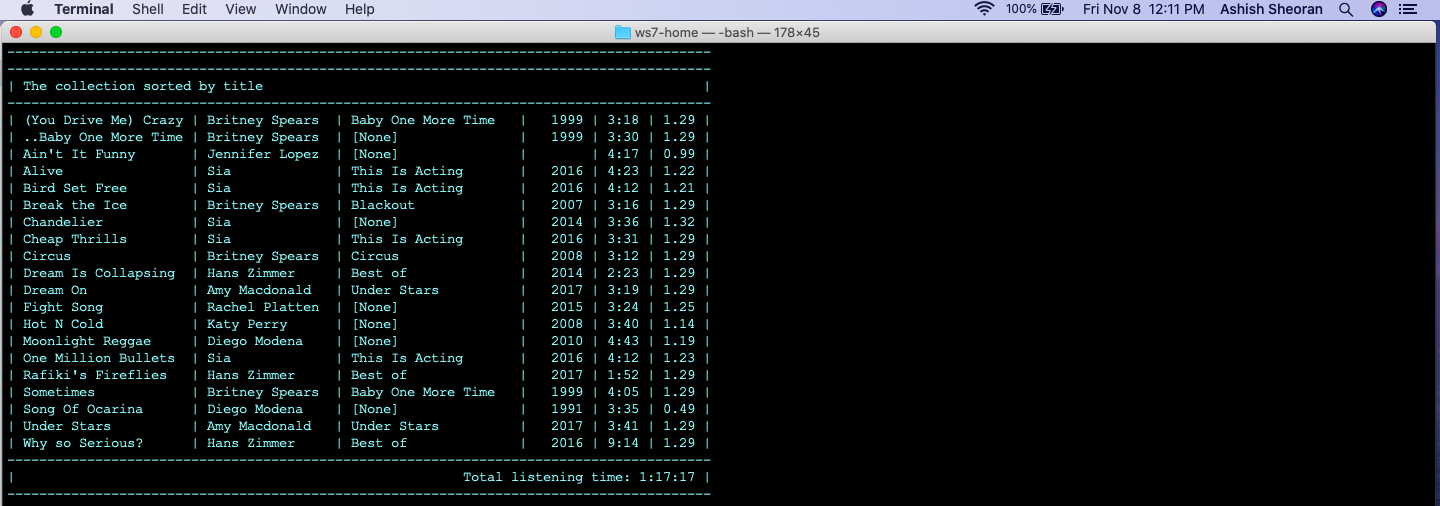 Terminal Shell Edit View Window Help 100% Fri Nov 8 12:11 PM Ashish Sheoran
ws7-home — -bash — 178×45
----------------------------------------------------------------------------------------
----------------------------------------------------------------------------------------
| The collection sorted by title                                                       |
----------------------------------------------------------------------------------------
| (You Drive Me) Crazy | Britney Spears  | Baby One More Time   |   1999 | 3:18 | 1.29 |
| ..Baby One More Time | Britney Spears  | [None]               |   1999 | 3:30 | 1.29 |
| Ain't It Funny       | Jennifer Lopez  | [None]               |        | 4:17 | 0.99 |
| Alive                | Sia             | This Is Acting       |   2016 | 4:23 | 1.22 |
| Bird Set Free        | Sia             | This Is Acting       |   2016 | 4:12 | 1.21 |
| Break the Ice        | Britney Spears  | Blackout             |   2007 | 3:16 | 1.29 |
| Chandelier           | Sia             | [None]               |   2014 | 3:36 | 1.32 |
| Cheap Thrills        | Sia             | This Is Acting       |   2016 | 3:31 | 1.29 |
| Circus               | Britney Spears  | Circus               |   2008 | 3:12 | 1.29 |
| Dream Is Collapsing  | Hans Zimmer     | Best of              |   2014 | 2:23 | 1.29 |
| Dream On             | Amy Macdonald   | Under Stars          |   2017 | 3:19 | 1.29 |
| Fight Song           | Rachel Platten  | [None]               |   2015 | 3:24 | 1.25 |
| Hot N Cold           | Katy Perry      | [None]               |   2008 | 3:40 | 1.14 |
| Moonlight Reggae     | Diego Modena    | [None]               |   2010 | 4:43 | 1.19 |
| One Million Bullets  | Sia             | This Is Acting       |   2016 | 4:12 | 1.23 |
| Rafiki's Fireflies   | Hans Zimmer     | Best of              |   2017 | 1:52 | 1.29 |
| Sometimes            | Britney Spears  | Baby One More Time   |   1999 | 4:05 | 1.29 |
| Song Of Ocarina      | Diego Modena    | [None]               |   1991 | 3:35 | 0.49 |
| Under Stars          | Amy Macdonald   | Under Stars          |   2017 | 3:41 | 1.29 |
| Why so Serious?      | Hans Zimmer     | Best of              |   2016 | 9:14 | 1.29 |
----------------------------------------------------------------------------------------
|                                                        Total listening time: 1:17:17 |
----------------------------------------------------------------------------------------